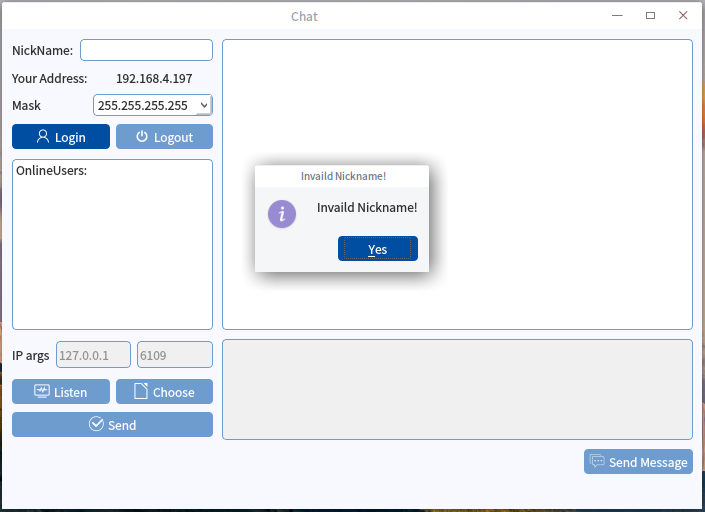 Chat
NickName:
Your Address: 192.168.4.197
Mask 255.255.255.255
Login Logout
OnlineUsers:
Invaild Nickname!
Invaild Nickname!
Yes
IP args 127.0.0.1 6109
Listen Choose
Send
Send Message